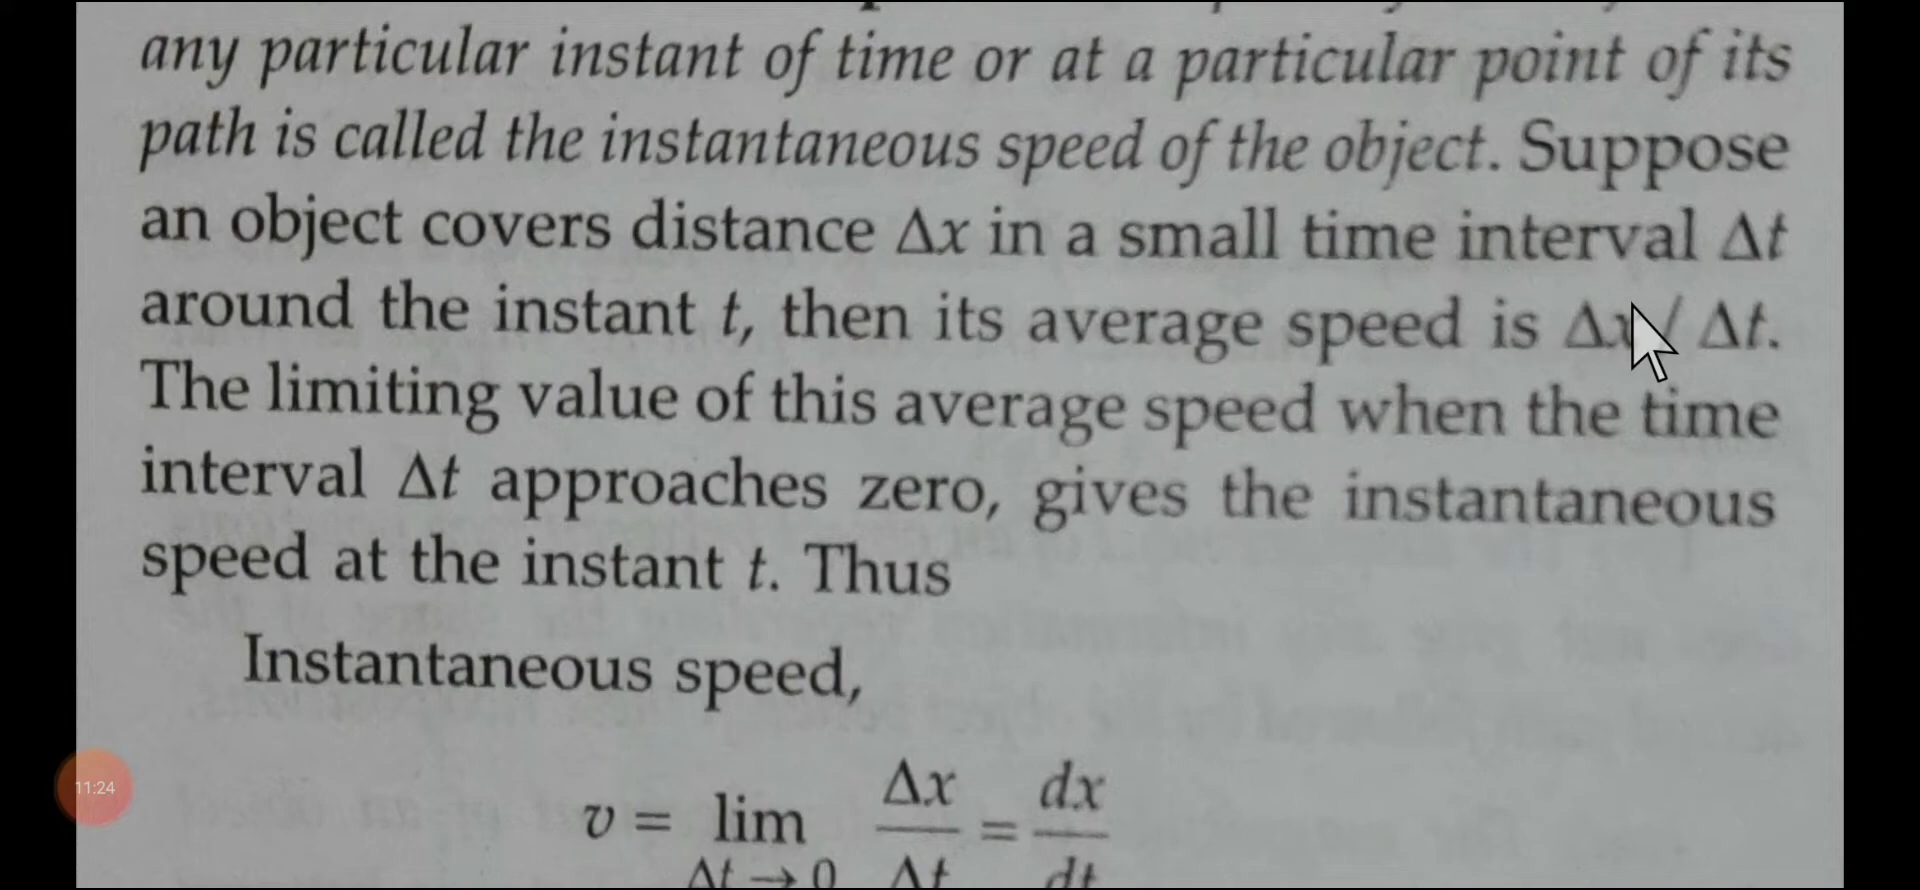 any particular instant of time or at a particular point of its
path is called the instantaneous speed of the object. Suppose
an object covers distance Δx in a small time interval Δt
around the instant t, then its average speed is Δx/Δt.
The limiting value of this average speed when the time
interval Δt approaches zero, gives the instantaneous
speed at the instant t. Thus
Instantaneous speed,
v = lim Δt → 0 Δx/Δt = dx/dt
11:24